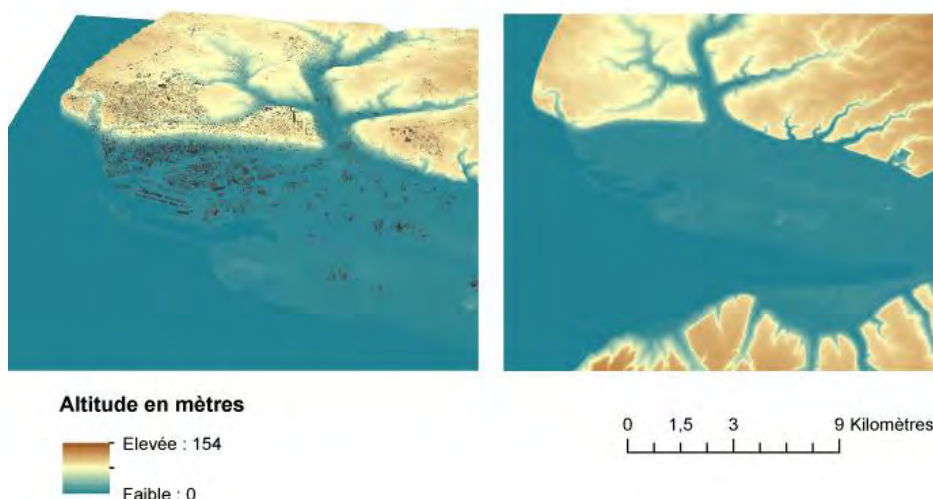 Altitude en mètres
Elevée : 154
Faible : 0
0 1,5 3 9 Kilomètres